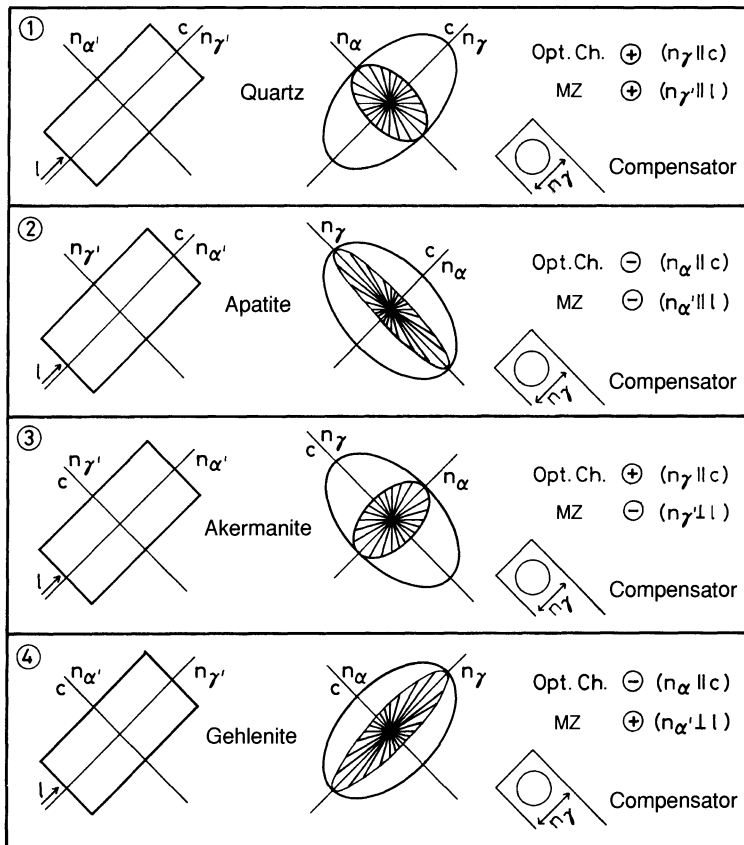 ①
nα'
c
nγ'
l
Quartz
nα
c
nγ
Opt. Ch. ⊕ (nγ ∥ c)
MZ ⊕ (nγ' ∥ l)
nγ
Compensator
②
nγ'
c
nα'
l
Apatite
nγ
c
nα
Opt. Ch. ⊖ (nα ∥ c)
MZ ⊖ (nα' ∥ l)
nγ
Compensator
③
nγ'
c
nα'
l
Akermanite
nγ
c
nα
Opt. Ch. ⊕ (nγ ∥ c)
MZ ⊖ (nγ' ⊥ l)
nγ
Compensator
④
nα'
c
nγ'
l
Gehlenite
nα
c
nγ
Opt. Ch. ⊖ (nα ∥ c)
MZ ⊕ (nα' ⊥ l)
nγ
Compensator